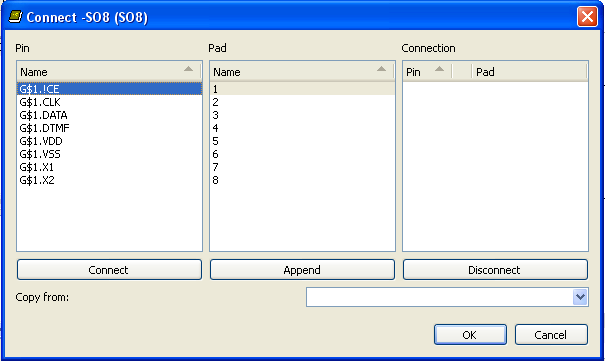 Connect -SO8 (SO8)
Pin
Pad
Connection
Name
Name
Pin
Pad
G$1.!CE
1
G$1.CLK
2
G$1.DATA
3
G$1.DTMF
4
G$1.VDD
5
G$1.VSS
6
G$1.X1
7
G$1.X2
8
Connect
Append
Disconnect
Copy from:
OK
Cancel